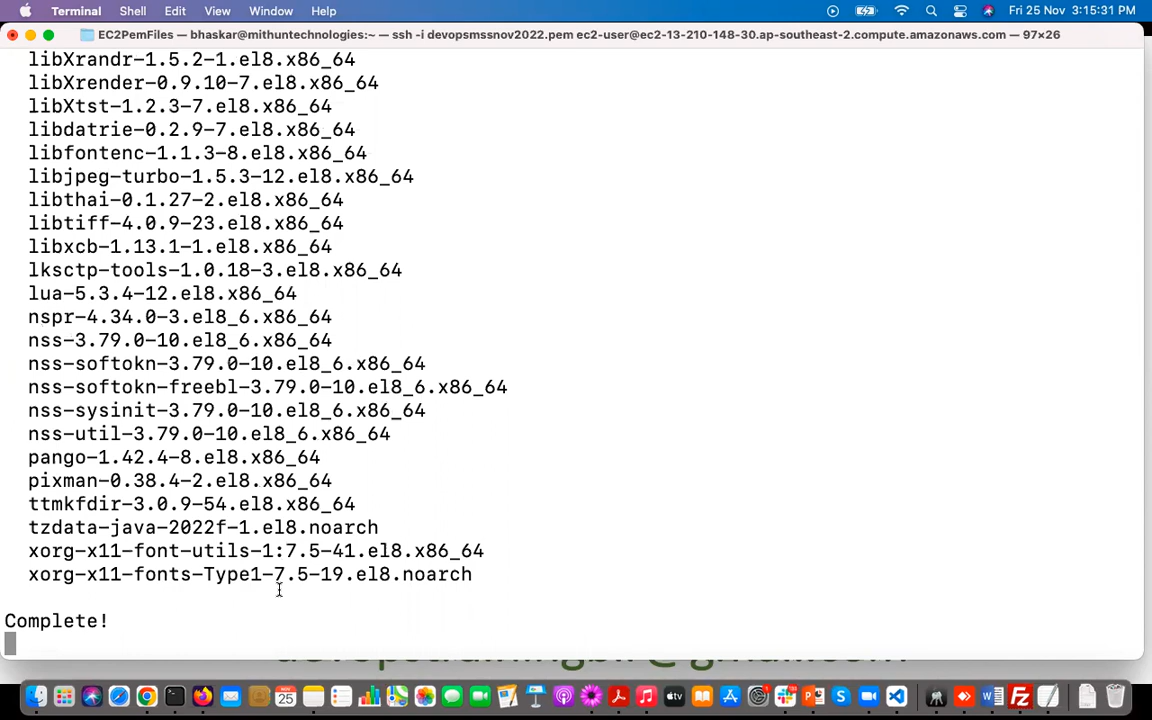 Terminal Shell Edit View Window Help Fri 25 Nov 3:15:31 PM
EC2PemFiles — bhaskar@mithuntechnologies:~ — ssh -i devopsmssnov2022.pem ec2-user@ec2-13-210-148-30.ap-southeast-2.compute.amazonaws.com — 97×26
libXrandr-1.5.2-1.el8.x86_64
libXrender-0.9.10-7.el8.x86_64
libXtst-1.2.3-7.el8.x86_64
libdatrie-0.2.9-7.el8.x86_64
libfontenc-1.1.3-8.el8.x86_64
libjpeg-turbo-1.5.3-12.el8.x86_64
libthai-0.1.27-2.el8.x86_64
libtiff-4.0.9-23.el8.x86_64
libxcb-1.13.1-1.el8.x86_64
lksctp-tools-1.0.18-3.el8.x86_64
lua-5.3.4-12.el8.x86_64
nspr-4.34.0-3.el8_6.x86_64
nss-3.79.0-10.el8_6.x86_64
nss-softokn-3.79.0-10.el8_6.x86_64
nss-softokn-freebl-3.79.0-10.el8_6.x86_64
nss-sysinit-3.79.0-10.el8_6.x86_64
nss-util-3.79.0-10.el8_6.x86_64
pango-1.42.4-8.el8.x86_64
pixman-0.38.4-2.el8.x86_64
ttmkfdir-3.0.9-54.el8.x86_64
tzdata-java-2022f-1.el8.noarch
xorg-x11-font-utils-1:7.5-41.el8.x86_64
xorg-x11-fonts-Type1-7.5-19.el8.noarch
Complete!